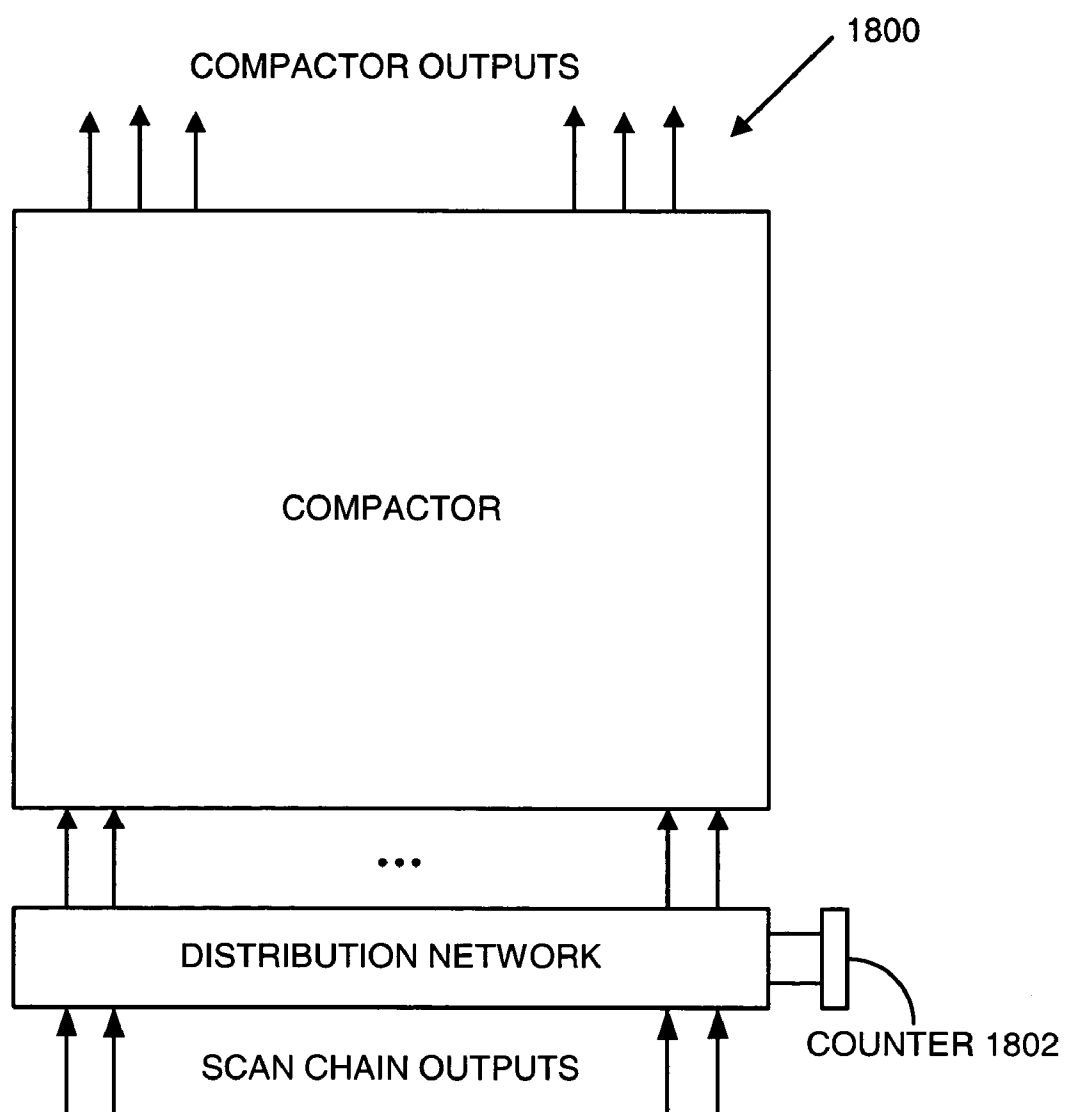 1800
COMPACTOR OUTPUTS
COMPACTOR
...
DISTRIBUTION NETWORK
COUNTER 1802
SCAN CHAIN OUTPUTS